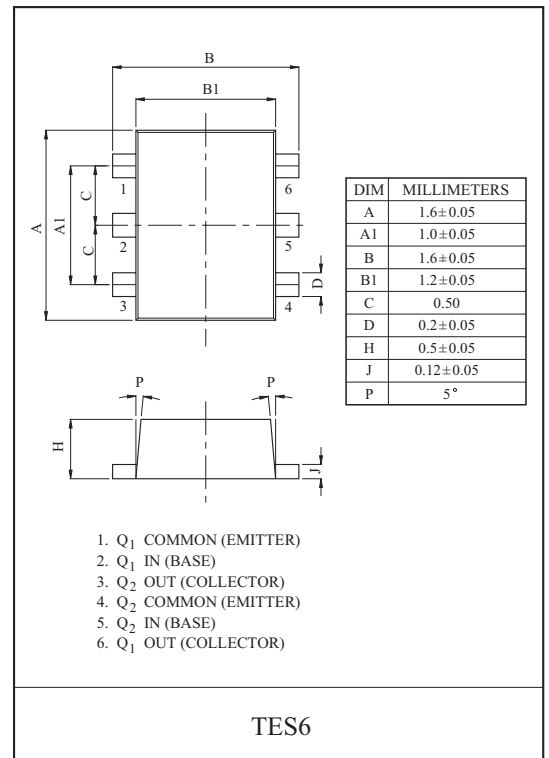 B
B1
1
6
C
A
A1
2
5
C
D
3
4
DIM MILLIMETERS
A 1.6±0.05
A1 1.0±0.05
B 1.6±0.05
B1 1.2±0.05
C 0.50
D 0.2±0.05
H 0.5±0.05
J 0.12±0.05
P 5°
P P
H
J
1. Q1 COMMON (EMITTER)
2. Q1 IN (BASE)
3. Q2 OUT (COLLECTOR)
4. Q2 COMMON (EMITTER)
5. Q2 IN (BASE)
6. Q1 OUT (COLLECTOR)
TES6